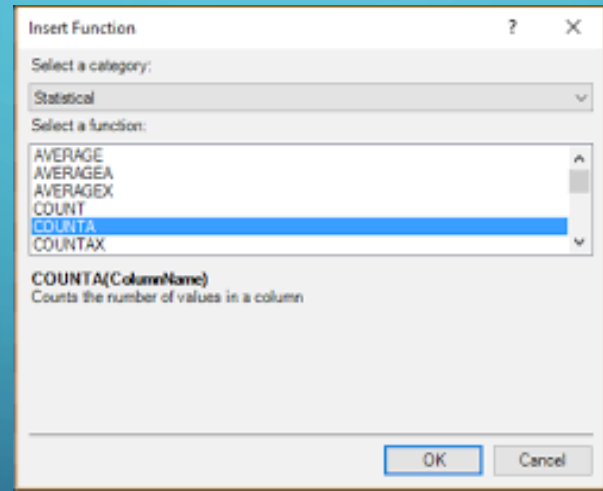 Insert Function
?
Select a category:
Statistical
Select a function:
AVERAGE
AVERAGEA
AVERAGEX
COUNT
COUNTA
COUNTAX
COUNTA(ColumnName)
Counts the number of values in a column
OK
Cancel